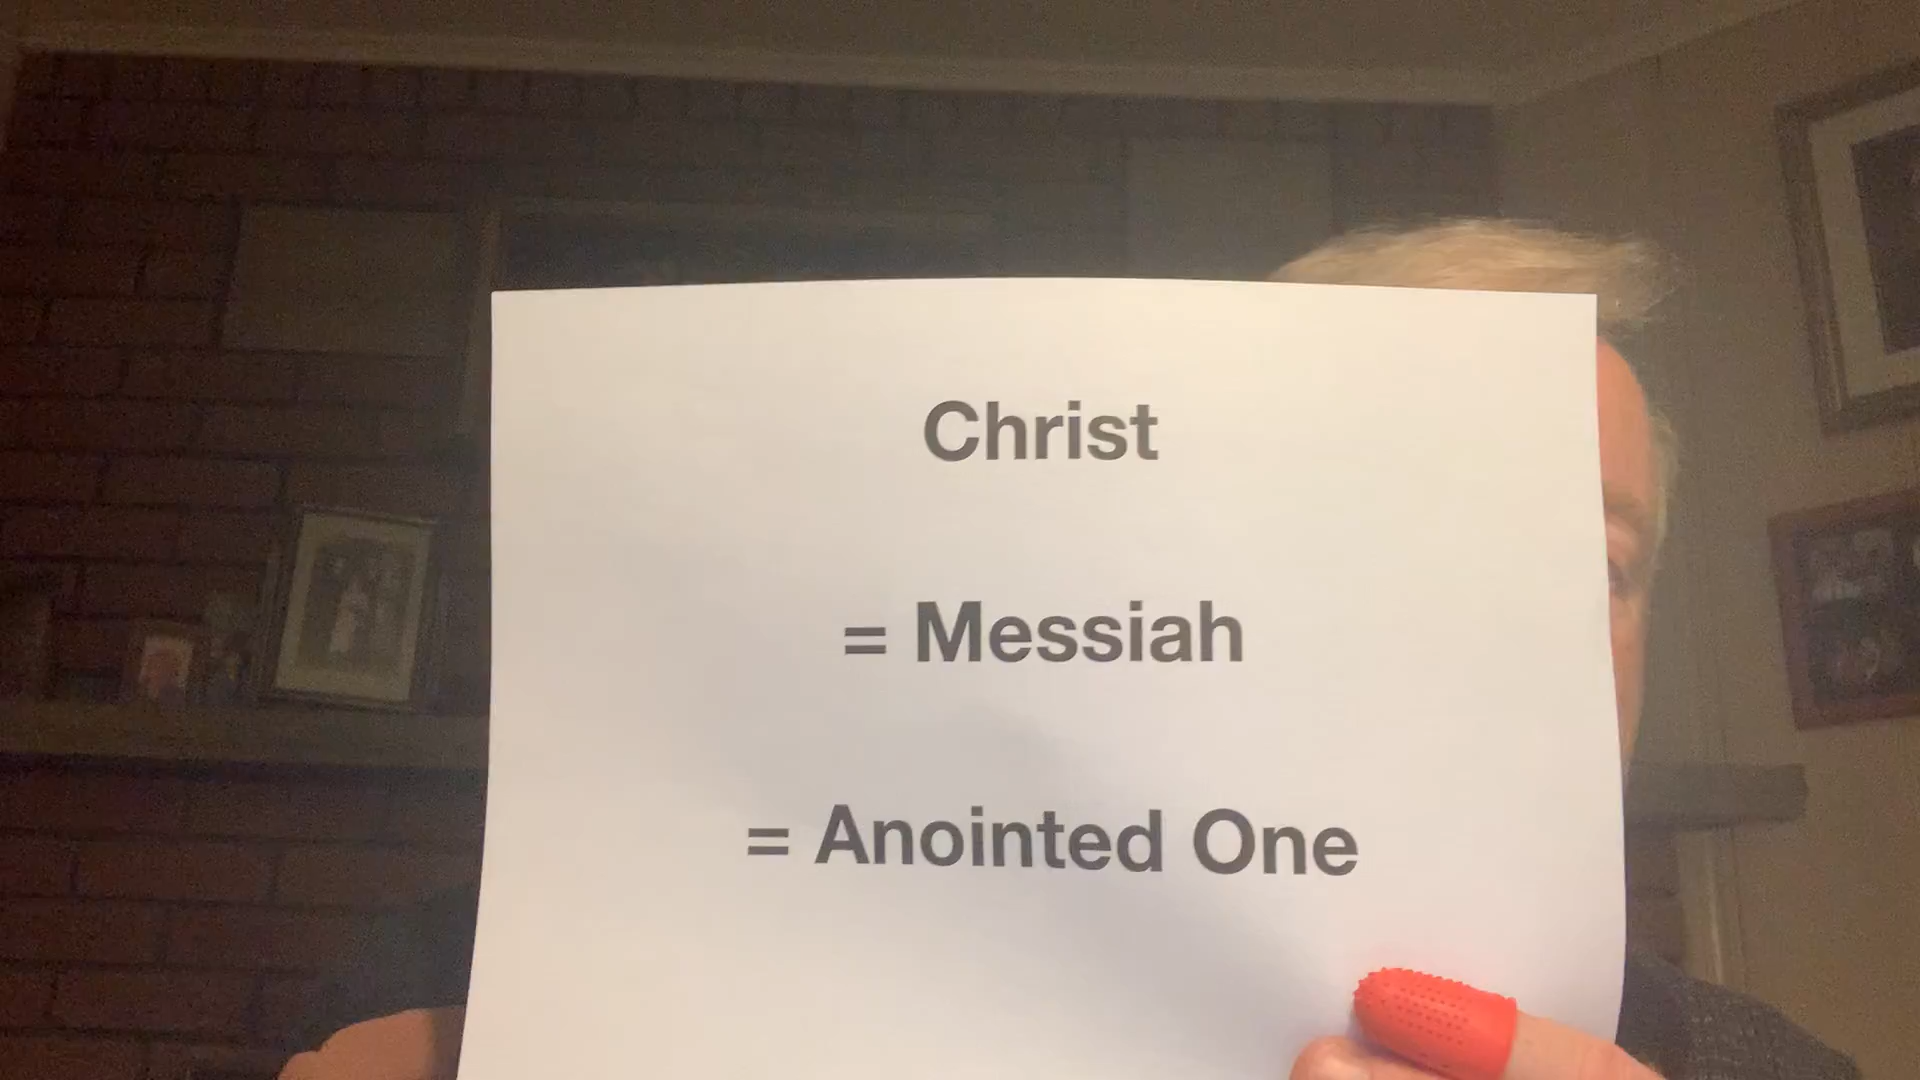 Christ
= Messiah
= Anointed One